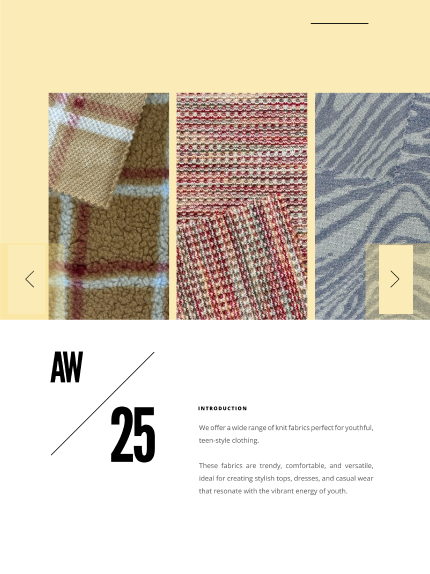 AW
25
INTRODUCTION
We offer a wide range of knit fabrics perfect for youthful,
teen-style clothing.
These fabrics are trendy, comfortable, and versatile,
ideal for creating stylish tops, dresses, and casual wear
that resonate with the vibrant energy of youth.